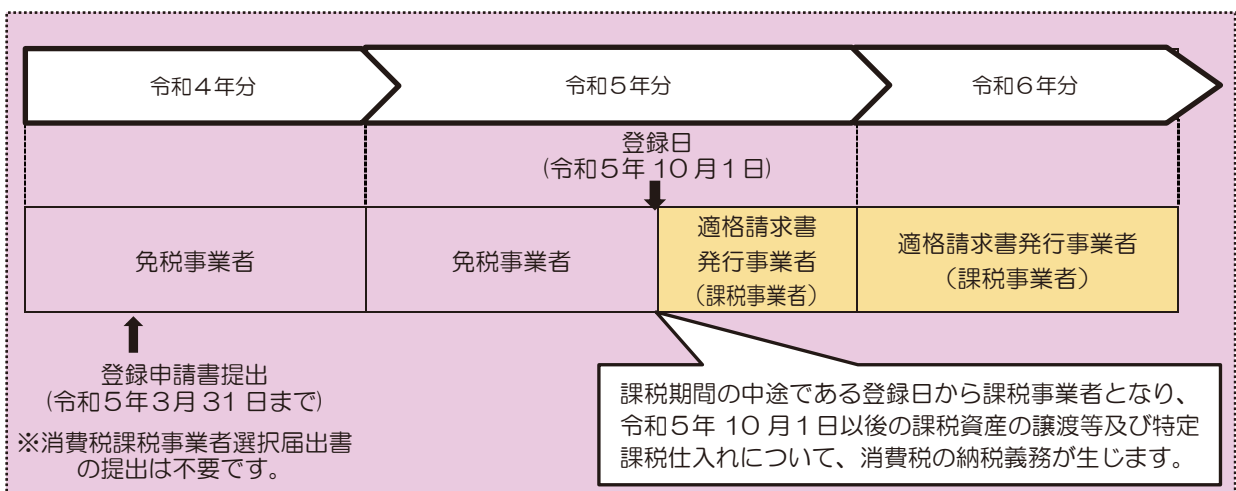 令和４年分
令和５年分
令和６年分
登録日
(令和５年 10 月１日)
免税事業者
免税事業者
適格請求書
発行事業者
（課税事業者）
適格請求書発行事業者
（課税事業者）
登録申請書提出
(令和５年３月 31 日まで)
※消費税課税事業者選択届出書
の提出は不要です。
課税期間の中途である登録日から課税事業者となり、
令和５年 10 月１日以後の課税資産の譲渡等及び特定
課税仕入れについて、消費税の納税義務が生じます。